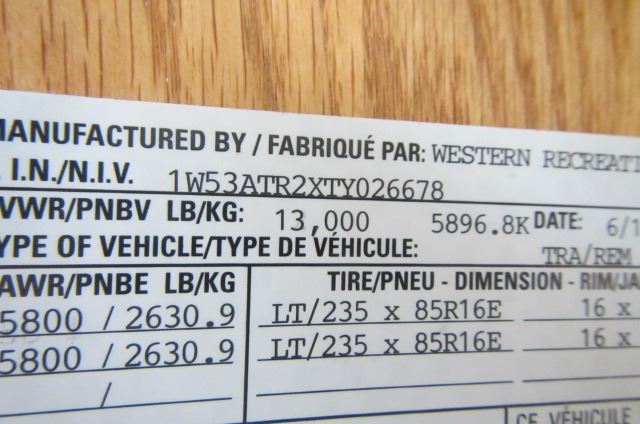 MANUFACTURED BY / FABRIQUÉ PAR: WESTERN RECREATI
. I.N./N.I.V. 1W53ATR2XTY026678
VWR/PNBV LB/KG: 13,000 5896.8K DATE: 6/1
YPE OF VEHICLE/TYPE DE VÉHICULE: TRA/REM
AWR/PNBE LB/KG TIRE/PNEU - DIMENSION - RIM/JA
5800 / 2630.9 LT/235 x 85R16E 16 x
5800 / 2630.9 LT/235 x 85R16E 16 x
/
CE VÉHICULE